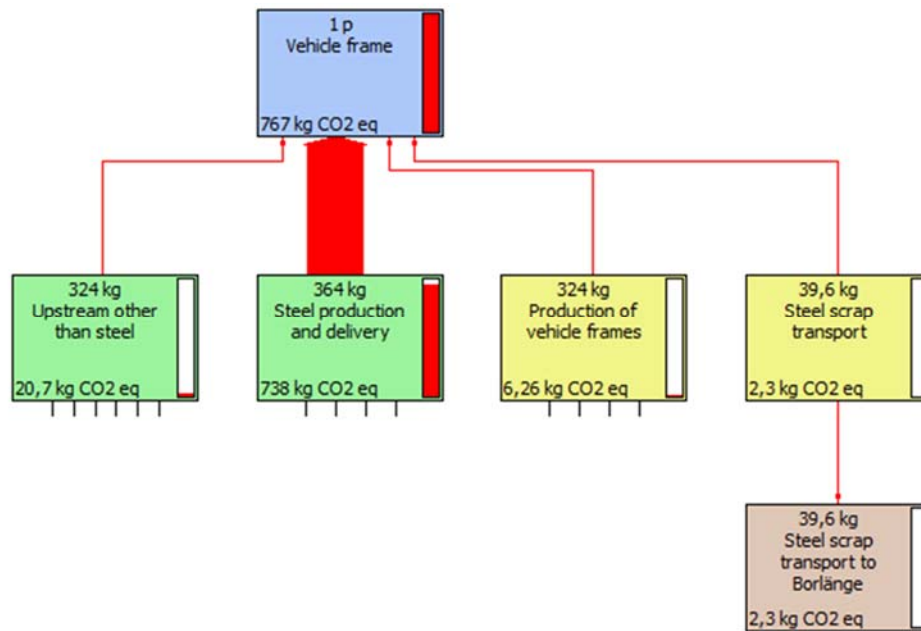 1 p
Vehicle frame
767 kg CO2 eq
324 kg
Upstream other
than steel
20,7 kg CO2 eq
364 kg
Steel production
and delivery
738 kg CO2 eq
324 kg
Production of
vehicle frames
6,26 kg CO2 eq
39,6 kg
Steel scrap
transport
2,3 kg CO2 eq
39,6 kg
Steel scrap
transport to
Borlänge
2,3 kg CO2 eq